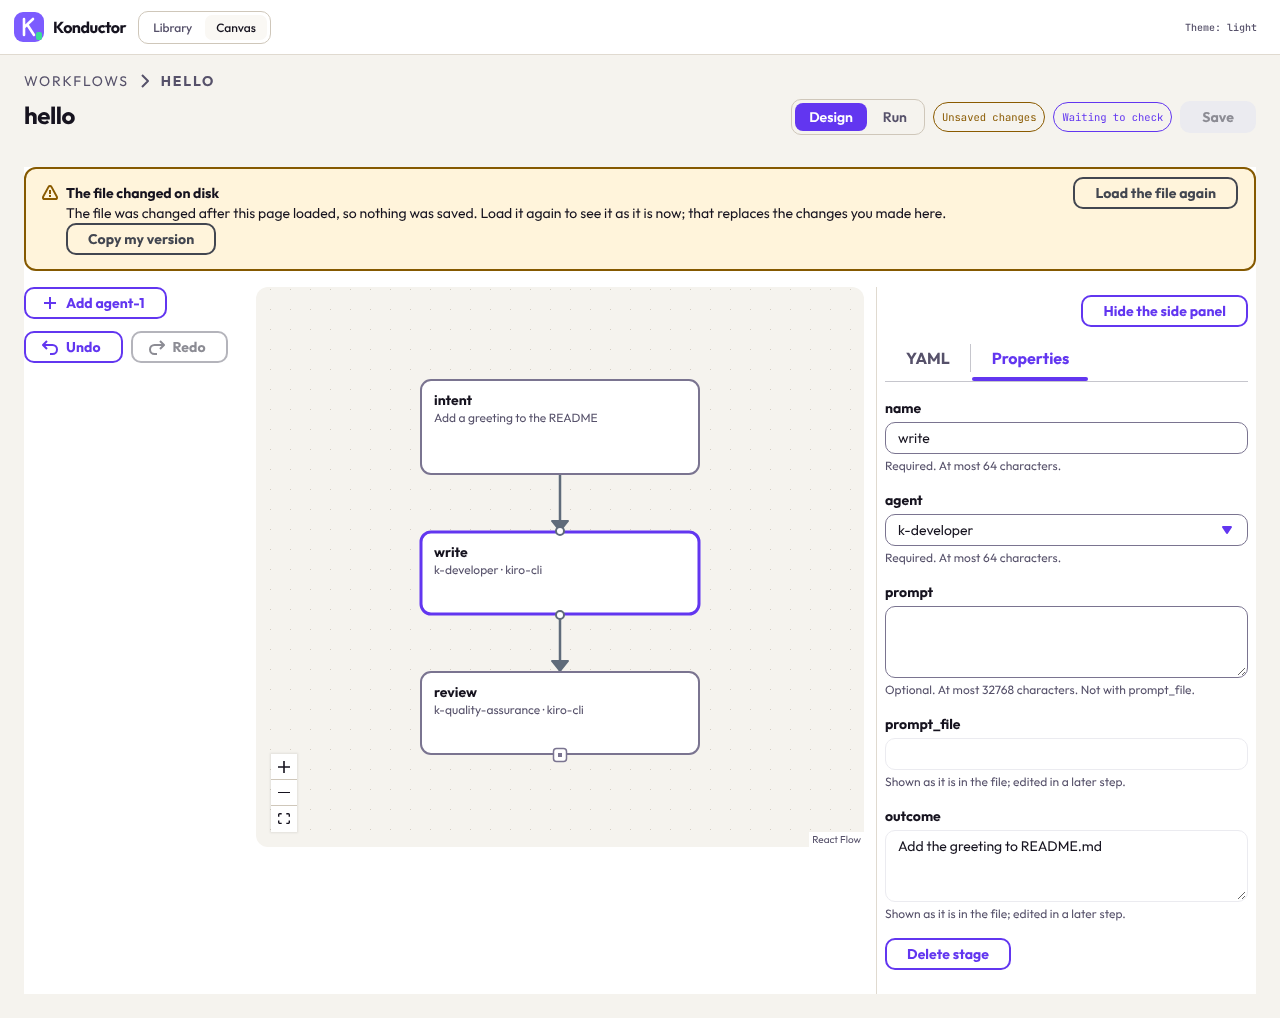 Konductor
Library
Canvas
Theme: light
WORKFLOWS > HELLO
hello
Design
Run
Unsaved changes
Waiting to check
Save
The file changed on disk
The file was changed after this page loaded, so nothing was saved. Load it again to see it as it is now; that replaces the changes you made here.
Copy my version
Load the file again
Add agent-1
Undo
Redo
intent
Add a greeting to the README
write
k-developer · kiro-cli
review
k-quality-assurance · kiro-cli
React Flow
Hide the side panel
YAML
Properties
name
write
Required. At most 64 characters.
agent
k-developer
Required. At most 64 characters.
prompt
Optional. At most 32768 characters. Not with prompt_file.
prompt_file
Shown as it is in the file; edited in a later step.
outcome
Add the greeting to README.md
Shown as it is in the file; edited in a later step.
Delete stage